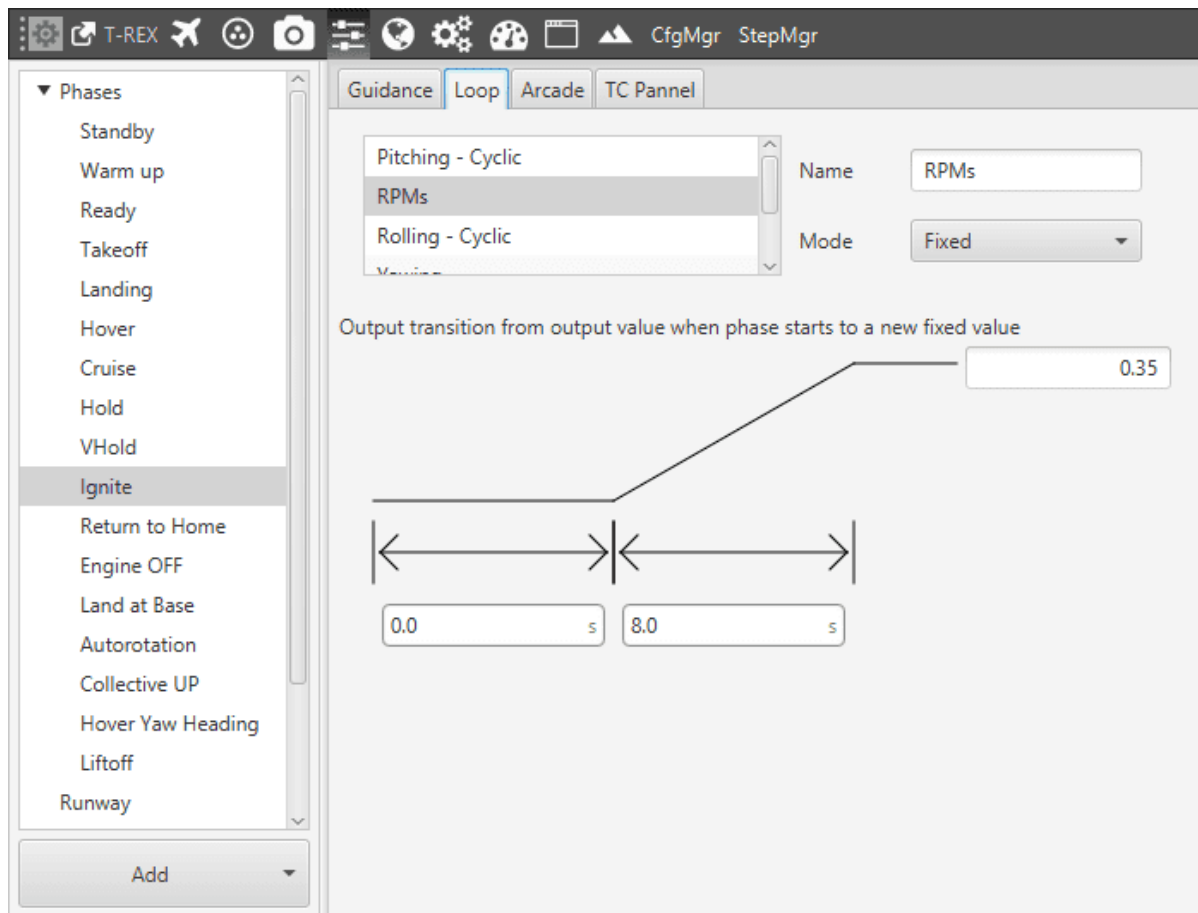 T-REX CfgMgr StepMgr
Phases
Standby
Warm up
Ready
Takeoff
Landing
Hover
Cruise
Hold
VHold
Ignite
Return to Home
Engine OFF
Land at Base
Autorotation
Collective UP
Hover Yaw Heading
Liftoff
Runway
Add
Guidance Loop Arcade TC Pannel
Pitching - Cyclic
RPMs
Rolling - Cyclic
Yawing
Name RPMs
Mode Fixed
Output transition from output value when phase starts to a new fixed value
0.35
0.0 s 8.0 s